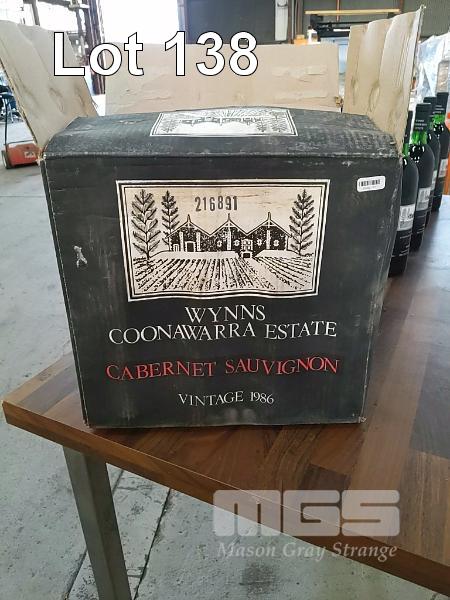 Lot 138
216891
WYNNS
COONAWARRA ESTATE
CABERNET SAUVIGNON
VINTAGE 1986
MGS
Mason Gray Strange